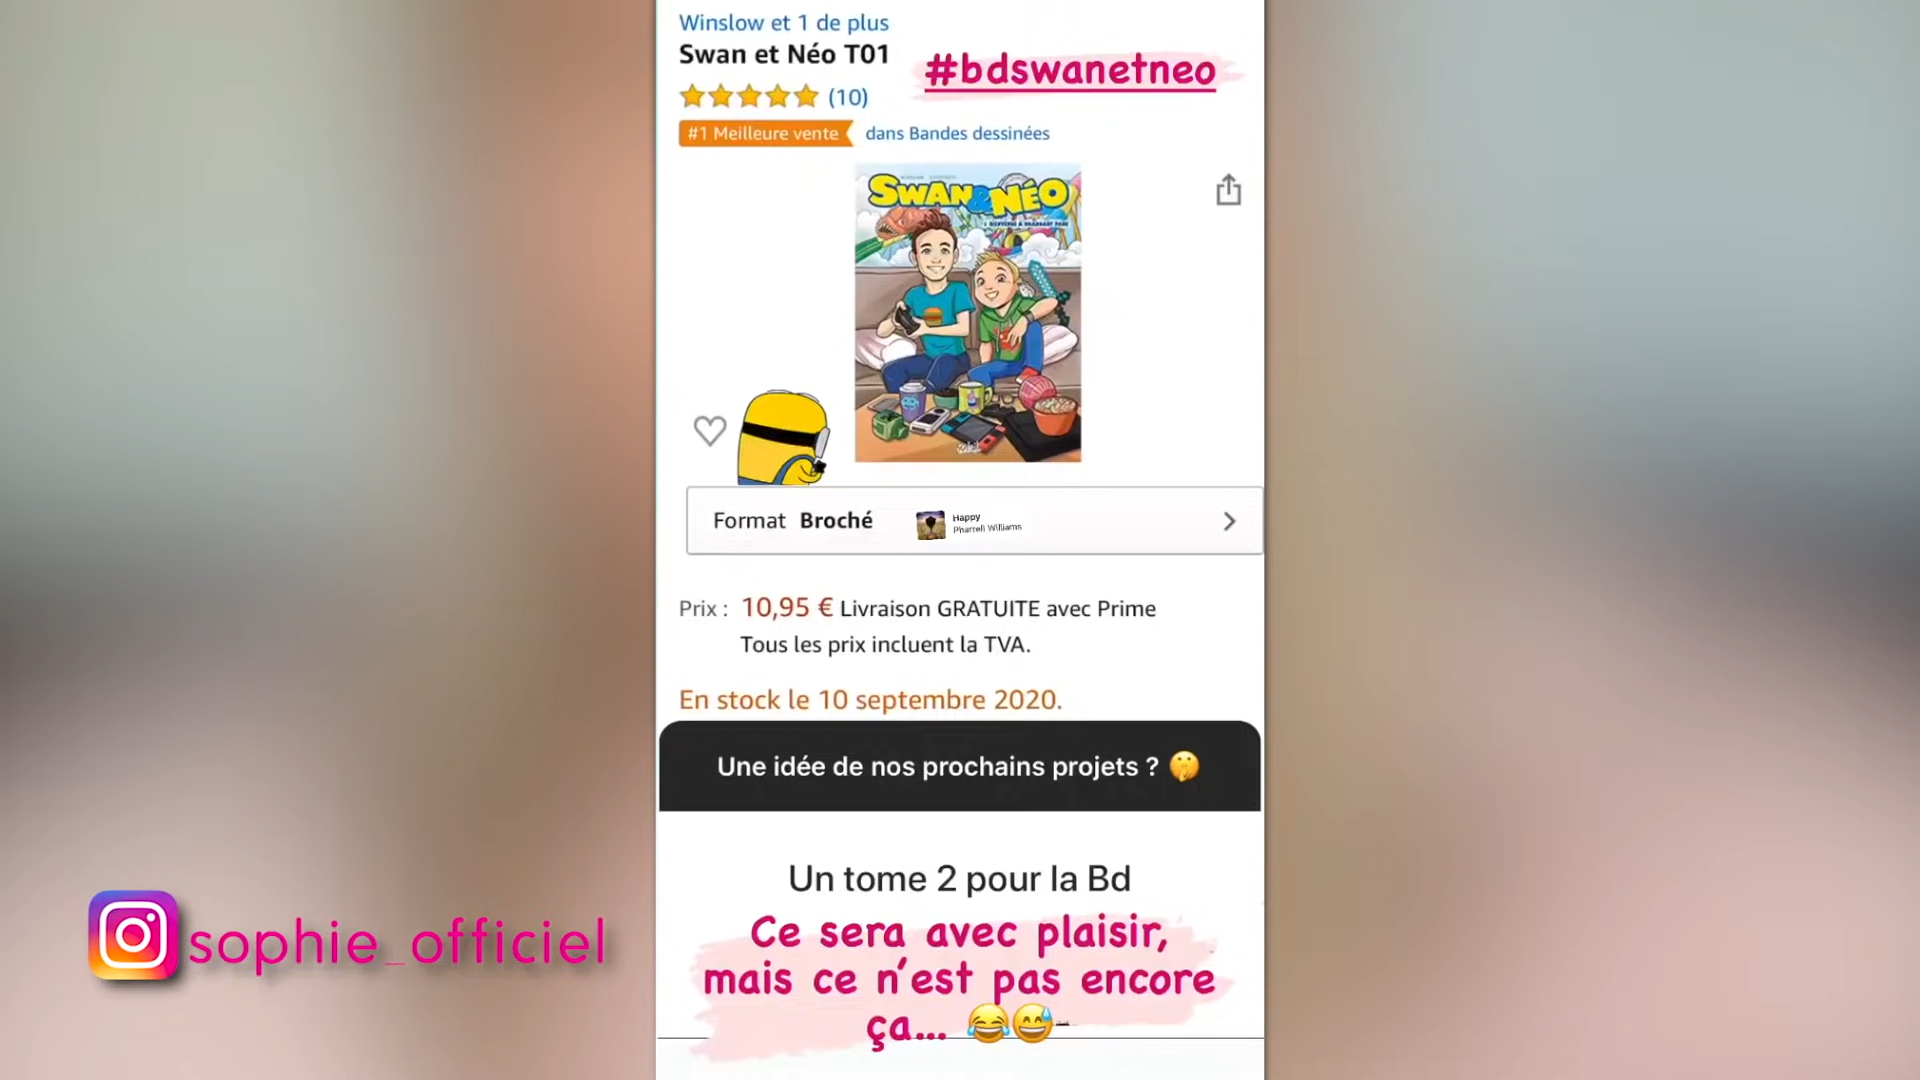 Winslow et 1 de plus
Swan et Néo T01
#bdswanetneo
(10)
#1 Meilleure vente
dans Bandes dessinées
SWAN & NÉO
Format Broché
Happy
Pharrell Williams
Prix : 10,95 € Livraison GRATUITE avec Prime
Tous les prix incluent la TVA.
En stock le 10 septembre 2020.
Une idée de nos prochains projets ? 🤫
Un tome 2 pour la Bd
Ce sera avec plaisir,
mais ce n'est pas encore
ça... 😂😅
sophie_officiel